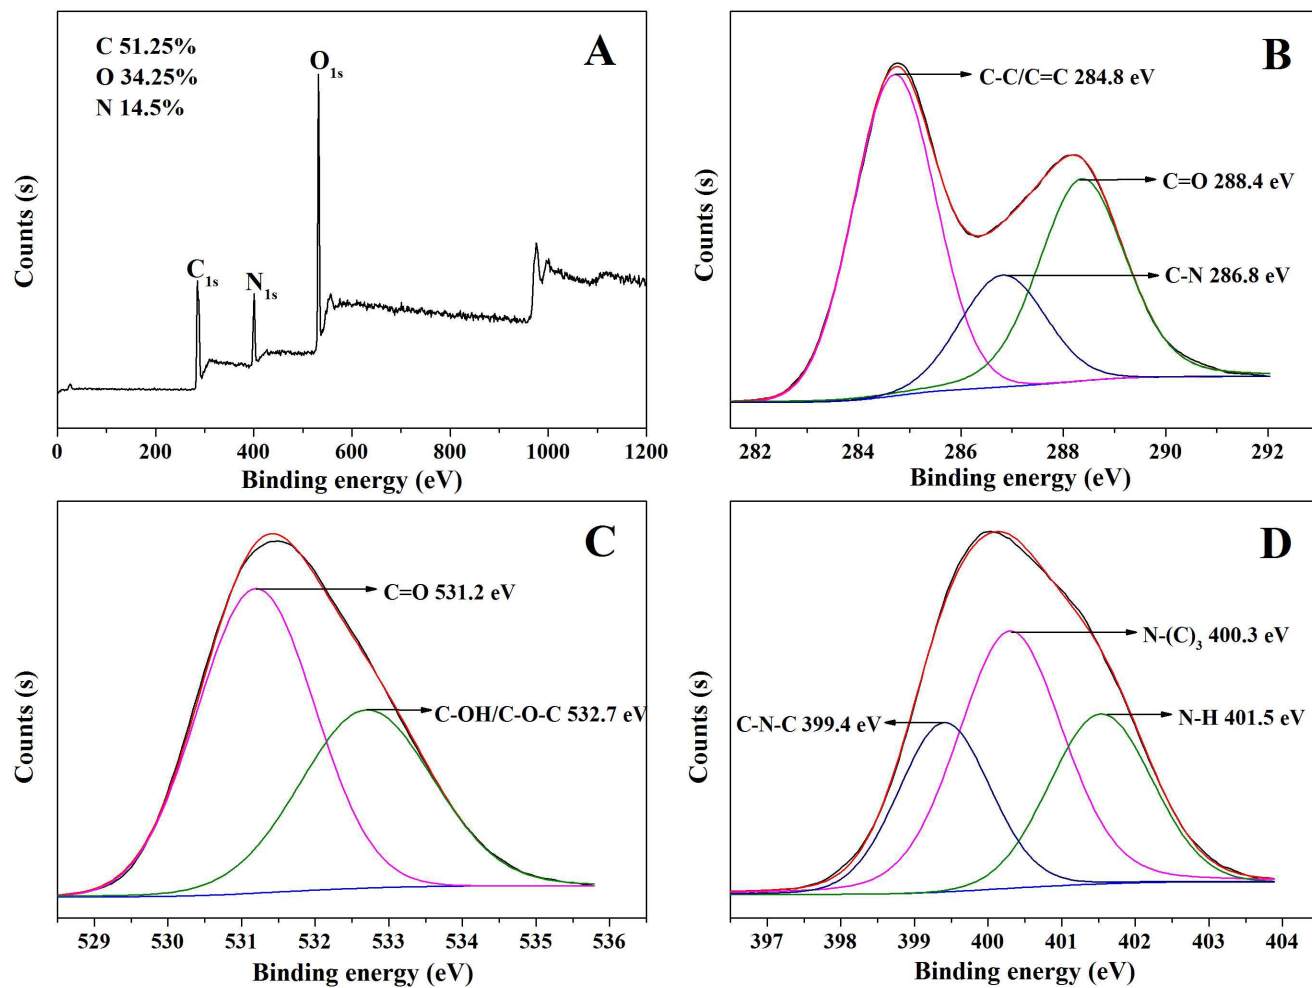 C 51.25%
O 34.25%
N 14.5%
A
O1s
C1s
N1s
Counts (s)
0 200 400 600 800 1000 1200
Binding energy (eV)
B
C-C/C=C 284.8 eV
C=O 288.4 eV
C-N 286.8 eV
Counts (s)
282 284 286 288 290 292
Binding energy (eV)
C
C=O 531.2 eV
C-OH/C-O-C 532.7 eV
Counts (s)
529 530 531 532 533 534 535 536
Binding energy (eV)
D
N-(C)3 400.3 eV
C-N-C 399.4 eV
N-H 401.5 eV
Counts (s)
397 398 399 400 401 402 403 404
Binding energy (eV)